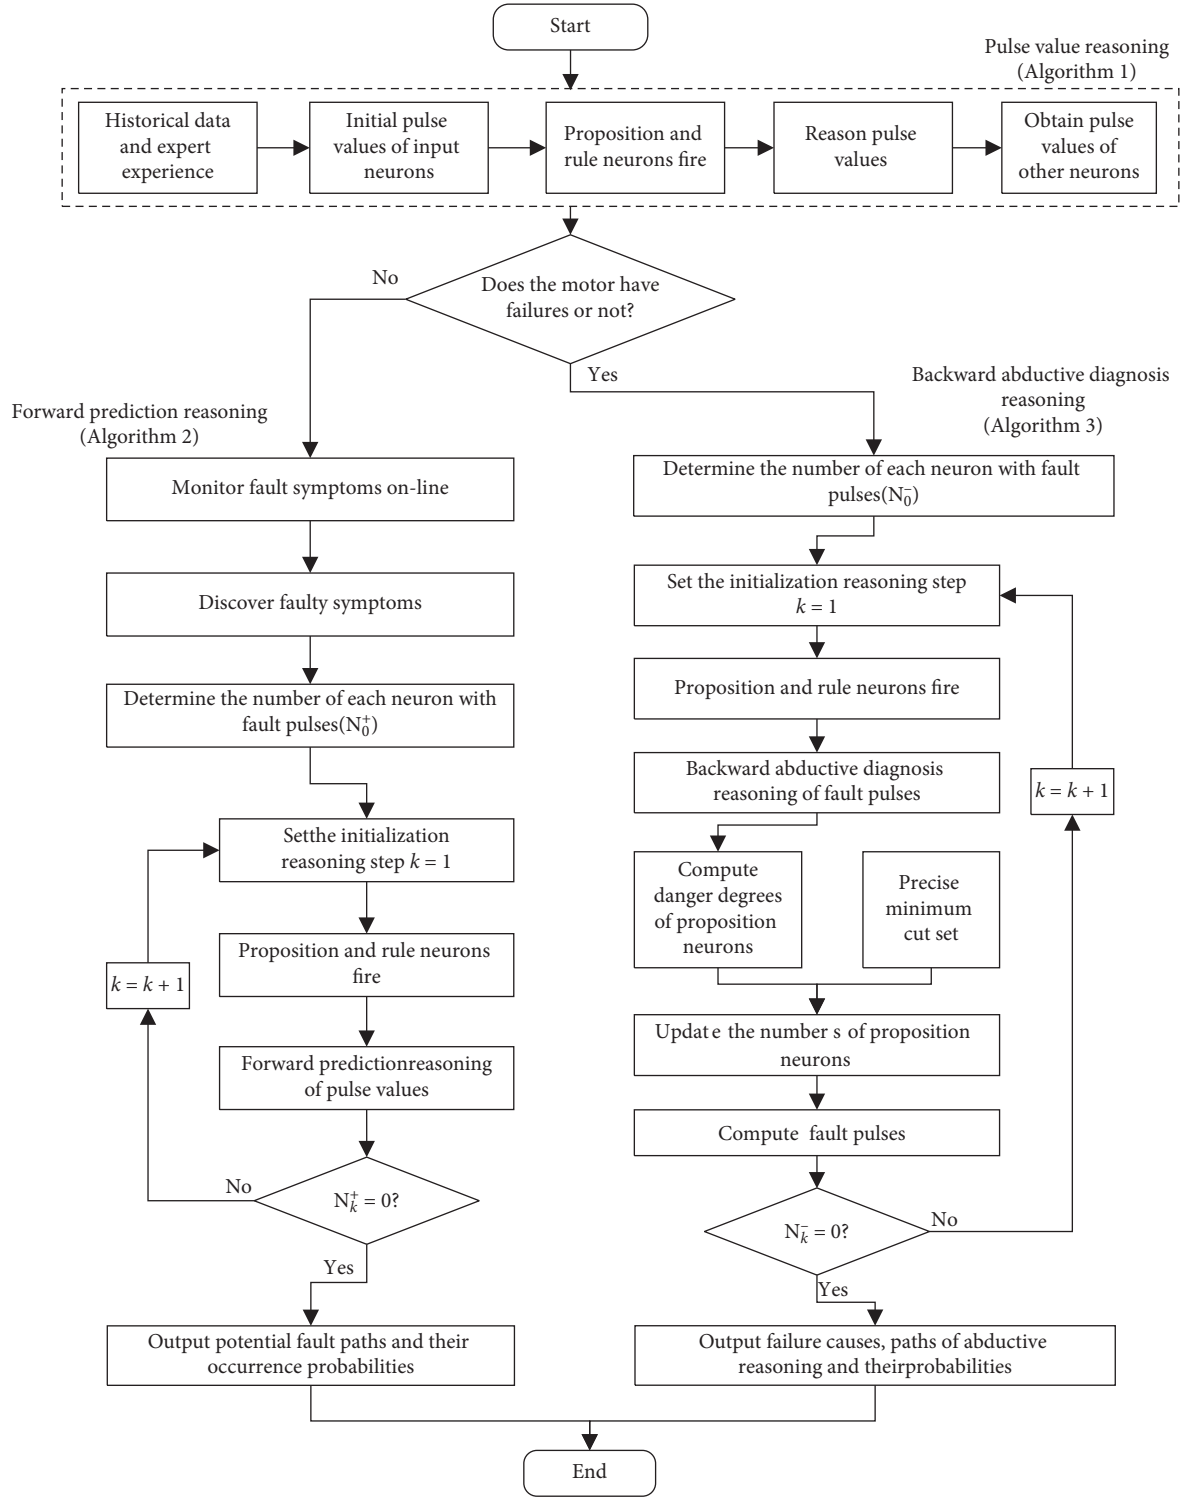 Start
Pulse value reasoning
(Algorithm 1)
Historical data
and expert
experience
Initial pulse
values of input
neurons
Proposition and
rule neurons fire
Reason pulse
values
Obtain pulse
values of
other neurons
Does the motor have
failures or not?
No
Yes
Forward prediction reasoning
(Algorithm 2)
Monitor fault symptoms on-line
Discover faulty symptoms
Determine the number of each neuron with
fault pulses(N₀⁺)
Setthe initialization
reasoning step k = 1
Proposition and rule neurons
fire
k = k + 1
Forward predictionreasoning
of pulse values
N_k⁺ = 0?
No
Yes
Output potential fault paths and their
occurrence probabilities
Backward abductive diagnosis
reasoning
(Algorithm 3)
Determine the number of each neuron with fault
pulses(N₀⁻)
Set the initialization reasoning step
k = 1
Proposition and rule neurons fire
Backward abductive diagnosis
reasoning of fault pulses
k = k + 1
Compute
danger degrees
of proposition
neurons
Precise
minimum
cut set
Update the number s of proposition
neurons
Compute fault pulses
N_k⁻ = 0?
No
Yes
Output failure causes, paths of abductive
reasoning and theirprobabilities
End